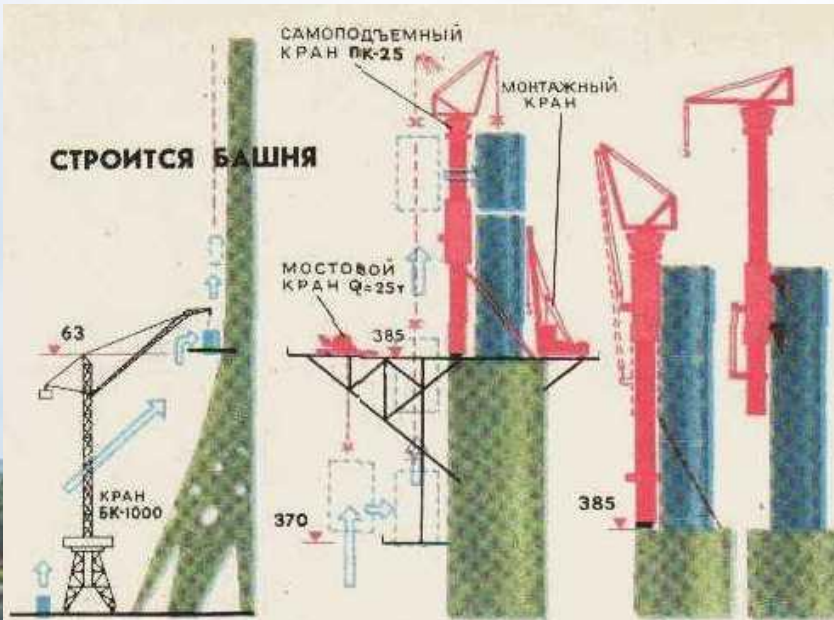 СТРОИТСЯ БАШНЯ
САМОПОДЪЕМНЫЙ
КРАН ПК-25
МОНТАЖНЫЙ
КРАН
МОСТОВОЙ
КРАН Q=25т
63
385
КРАН
БК-1000
370
385